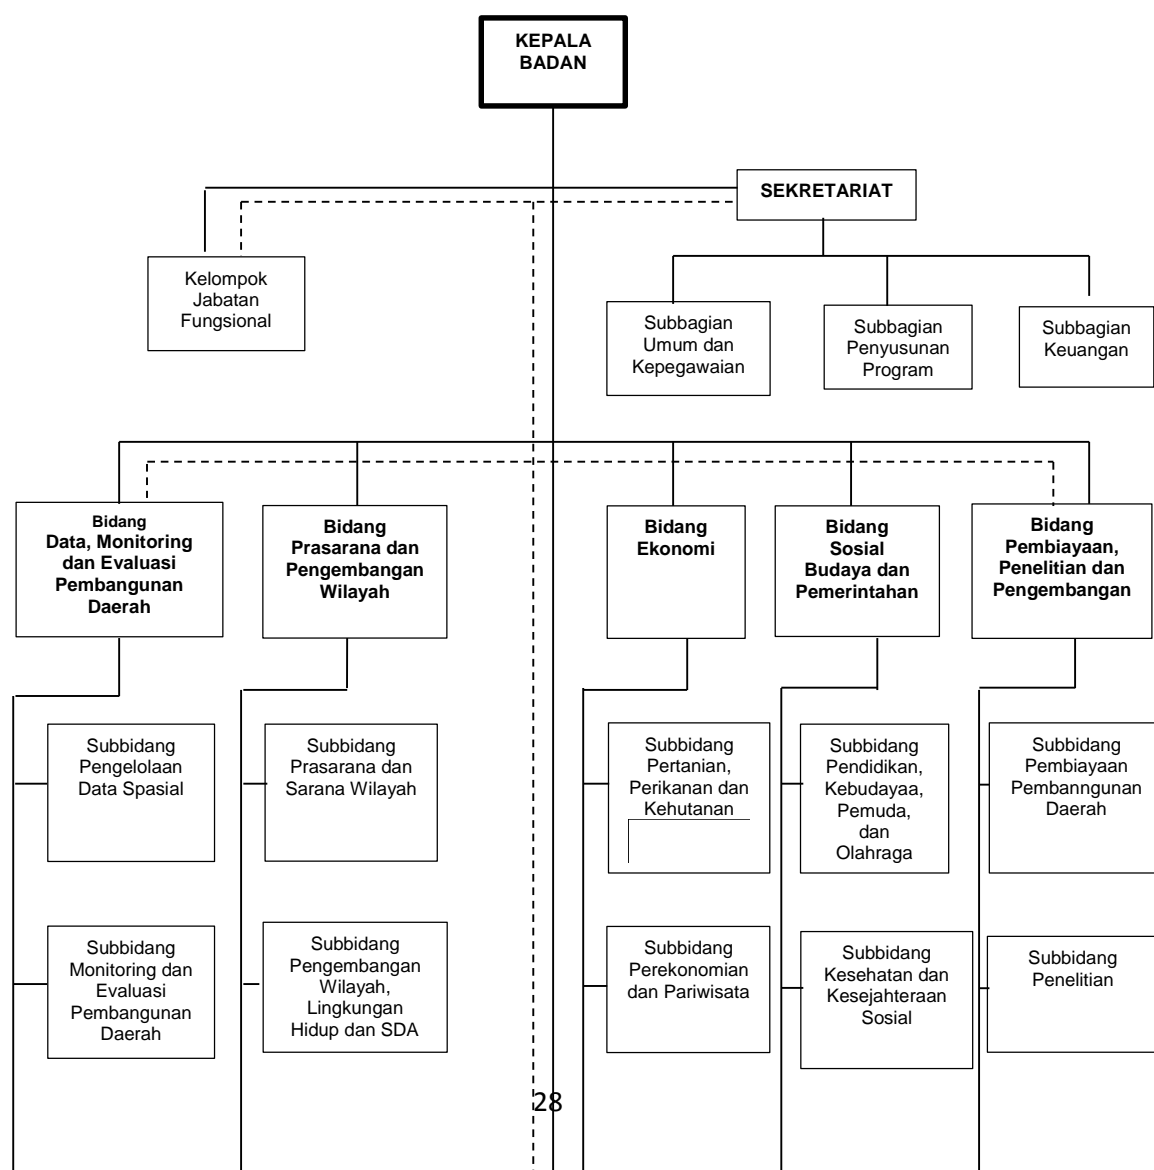 KEPALA
BADAN
SEKRETARIAT
Kelompok
Jabatan
Fungsional
Subbagian
Umum dan
Kepegawaian
Subbagian
Penyusunan
Program
Subbagian
Keuangan
Bidang
Data, Monitoring
dan Evaluasi
Pembangunan
Daerah
Bidang
Prasarana dan
Pengembangan
Wilayah
Bidang
Ekonomi
Bidang
Sosial
Budaya dan
Pemerintahan
Bidang
Pembiayaan,
Penelitian dan
Pengembangan
Subbidang
Pengelolaan
Data Spasial
Subbidang
Prasarana dan
Sarana Wilayah
Subbidang
Pertanian,
Perikanan dan
Kehutanan
Subbidang
Pendidikan,
Kebudayaa,
Pemuda,
dan
Olahraga
Subbidang
Pembiayaan
Pembanngunan
Daerah
Subbidang
Monitoring dan
Evaluasi
Pembangunan
Daerah
Subbidang
Pengembangan
Wilayah,
Lingkungan
Hidup dan SDA
Subbidang
Perekonomian
dan Pariwisata
Subbidang
Kesehatan dan
Kesejahteraan
Sosial
Subbidang
Penelitian
28